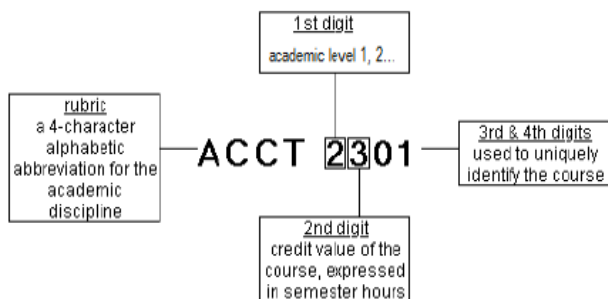 1st digit
academic level 1, 2...
rubric
a 4-character
alphabetic
abbreviation for the
academic
discipline
ACCT 2301
3rd & 4th digits
used to uniquely
identify the course
2nd digit
credit value of the
course, expressed
in semester hours